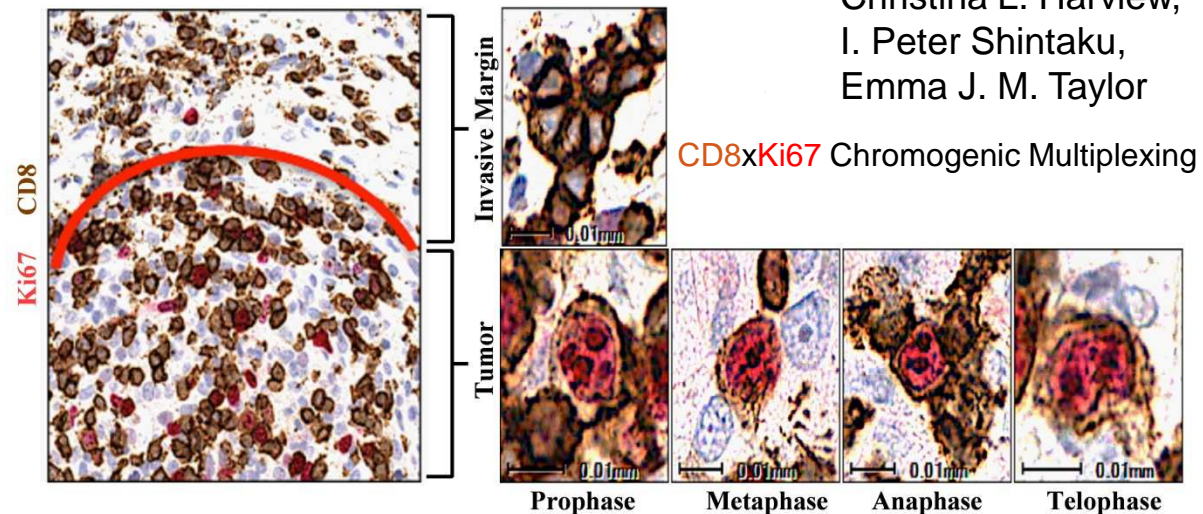 I. Peter Shintaku,
Emma J. M. Taylor
CD8xKi67 Chromogenic Multiplexing
CD8
Ki67
Invasive Margin
Tumor
0.01mm
0.01mm
0.01mm
0.01mm
0.01mm
Prophase
Metaphase
Anaphase
Telophase